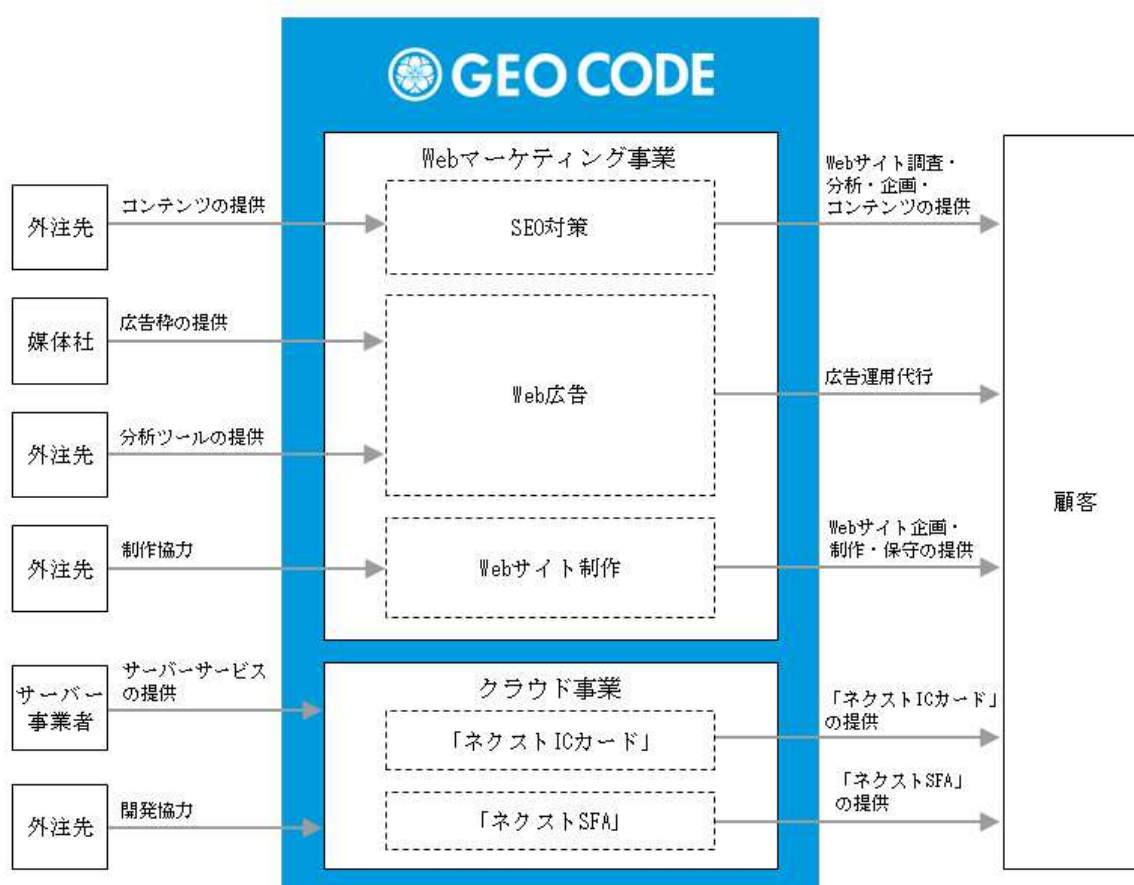 GEO CODE
Webマーケティング事業
外注先
コンテンツの提供
SEO対策
Webサイト調査・
分析・企画・
コンテンツの提供
媒体社
広告枠の提供
Web広告
広告運用代行
外注先
分析ツールの提供
外注先
制作協力
Webサイト制作
Webサイト企画・
制作・保守の提供
顧客
サーバー
事業者
サーバーサービス
の提供
クラウド事業
「ネクストICカード」
「ネクストICカード」
の提供
外注先
開発協力
「ネクストSFA」
「ネクストSFA」
の提供